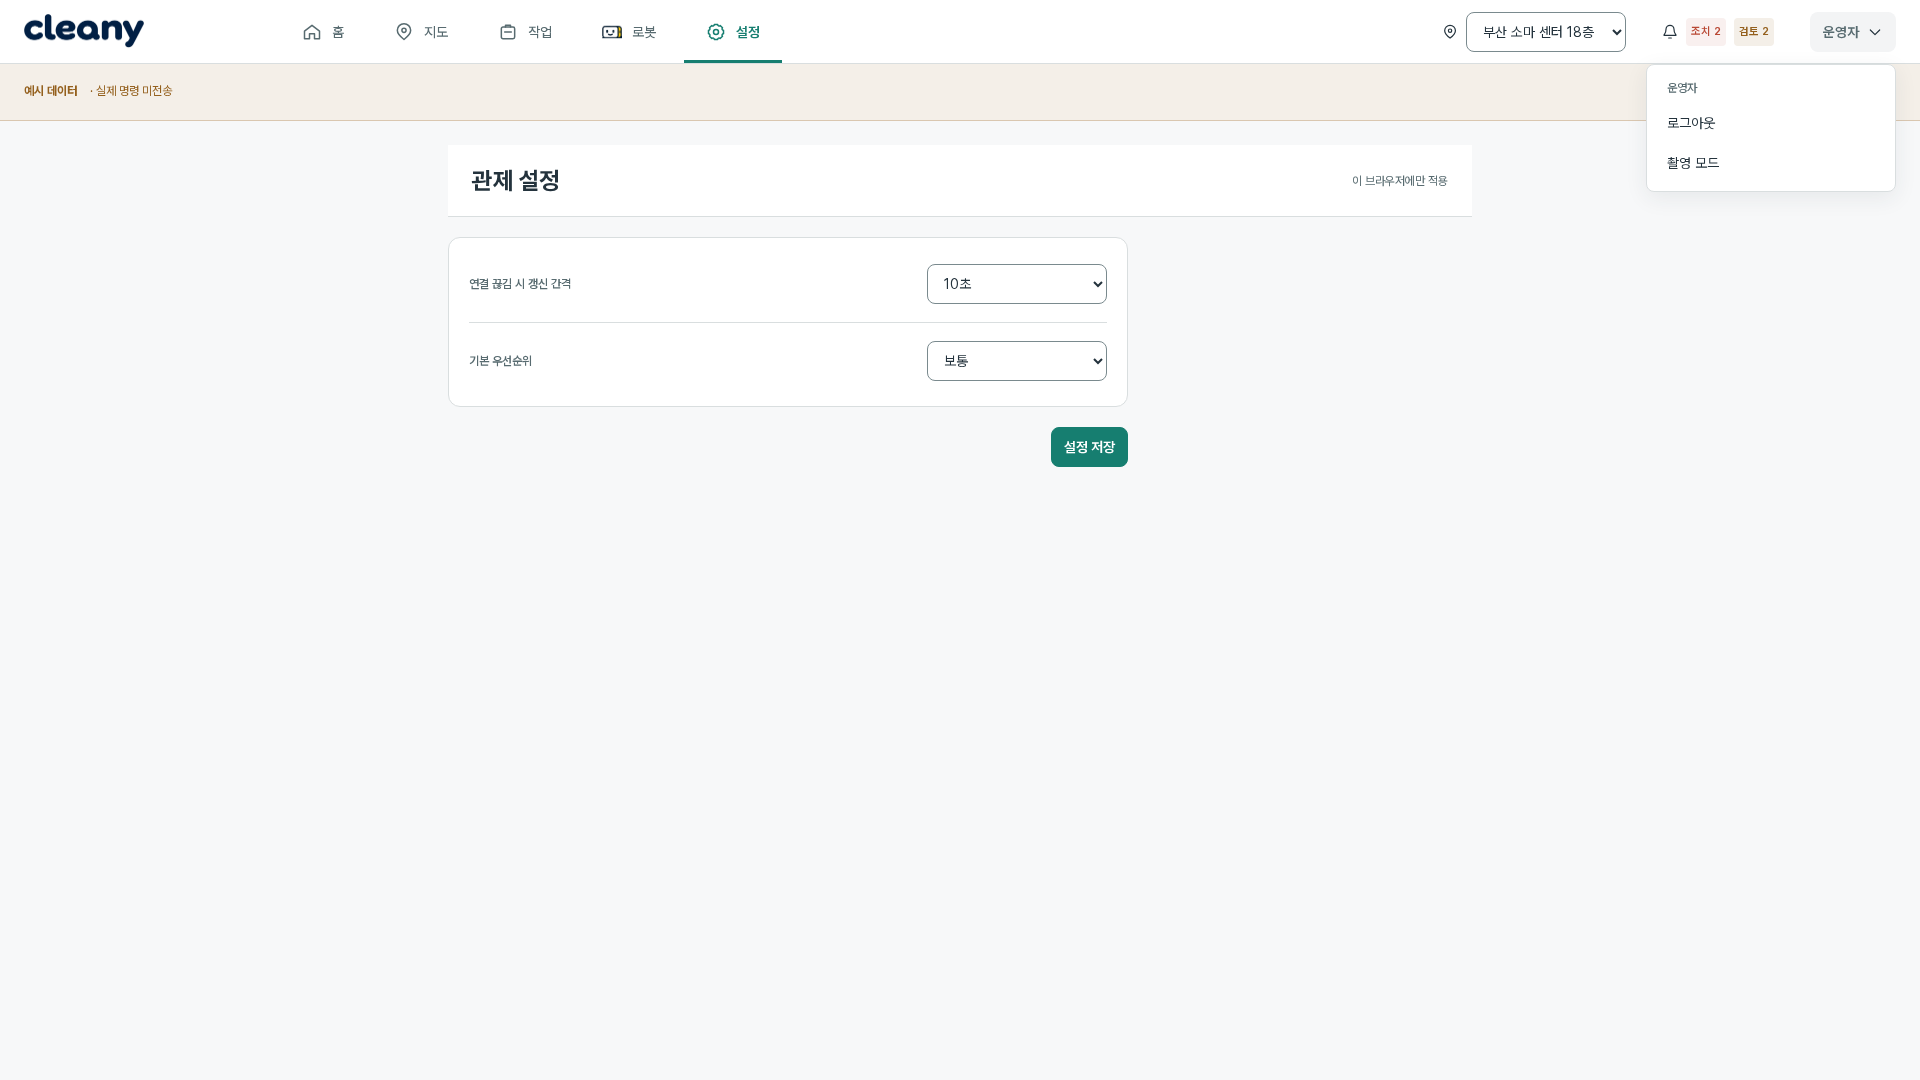 cleany
홈
지도
작업
로봇
설정
부산 소마 센터 18층
조치 2
검토 2
운영자
예시 데이터 · 실제 명령 미전송
운영자
로그아웃
촬영 모드
관제 설정
이 브라우저에만 적용
연결 끊김 시 갱신 간격
10초
기본 우선순위
보통
설정 저장